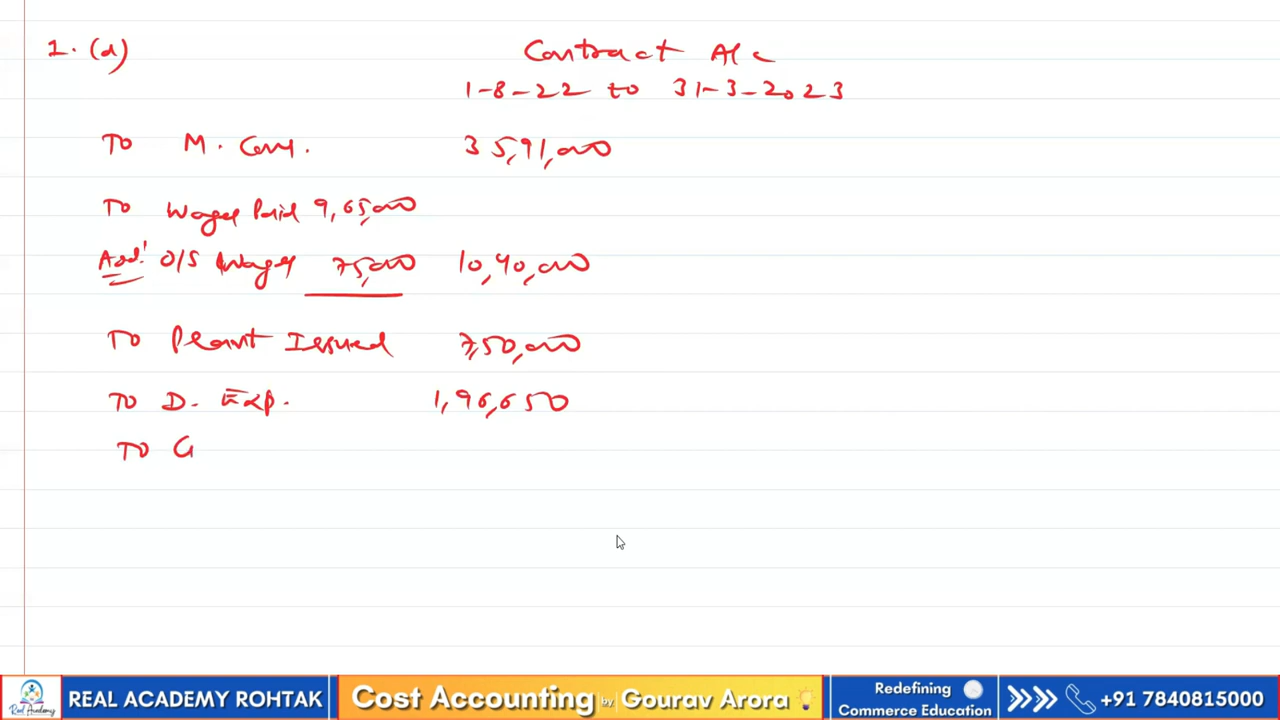 1. (d) Contract A/c
1-8-22 to 31-3-2023
To M. Con. 35,91,000
To Wages Paid 9,65,000
Add: O/S Wages 75,000 10,40,000
To Plant Issued 7,50,000
To D. Exp. 1,96,650
To G
Real Academy
REAL ACADEMY ROHTAK
Cost Accounting by Gourav Arora
Redefining
Commerce Education
+91 7840815000